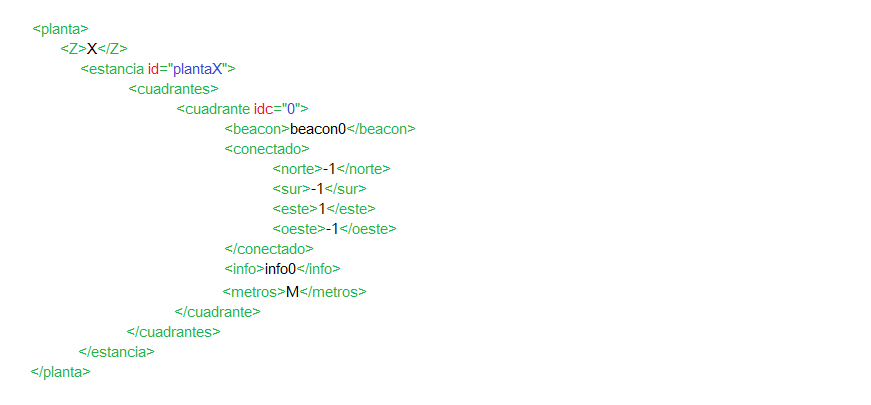 <planta>
<Z>X</Z>
<estancia id="plantaX">
<cuadrantes>
<cuadrante idc="0">
<beacon>beacon0</beacon>
<conectado>
<norte>-1</norte>
<sur>-1</sur>
<este>1</este>
<oeste>-1</oeste>
</conectado>
<info>info0</info>
<metros>M</metros>
</cuadrante>
</cuadrantes>
</estancia>
</planta>